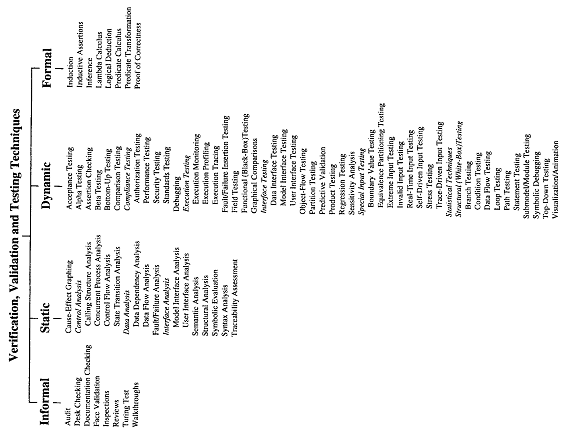 Verification, Validation and Testing Techniques
Informal
Audit
Desk Checking
Documentation Checking
Face Validation
Inspections
Reviews
Turing Test
Walkthroughs
Static
Cause-Effect Graphing
Control Analysis
Calling Structure Analysis
Concurrent Process Analysis
Control Flow Analysis
State Transition Analysis
Data Analysis
Data Dependency Analysis
Data Flow Analysis
Fault/Failure Analysis
Interface Analysis
Model Interface Analysis
User Interface Analysis
Semantic Analysis
Structural Analysis
Symbolic Evaluation
Syntax Analysis
Traceability Assessment
Dynamic
Acceptance Testing
Alpha Testing
Assertion Checking
Beta Testing
Bottom-Up Testing
Comparison Testing
Compliance Testing
Authorization Testing
Performance Testing
Security Testing
Standards Testing
Debugging
Execution Testing
Execution Monitoring
Execution Profiling
Execution Tracing
Fault/Failure Insertion Testing
Field Testing
Functional (Black-Box)Testing
Graphical Comparisons
Interface Testing
Data Interface Testing
Model Interface Testing
User Interface Testing
Object-Flow Testing
Partition Testing
Predictive Validation
Product Testing
Regression Testing
Sensitivity Analysis
Special Input Testing
Boundary Value Testing
Equivalence Partitioning Testing
Extreme Input Testing
Invalid Input Testing
Real-Time Input Testing
Self-Driven Input Testing
Stress Testing
Trace-Driven Input Testing
Statistical Techniques
Structural (White-Box)Testing
Branch Testing
Condition Testing
Data Flow Testing
Loop Testing
Path Testing
Statement Testing
Submodel/Module Testing
Symbolic Debugging
Top-Down Testing
Visualization/Animation
Formal
Induction
Inductive Assertions
Inference
Lambda Calculus
Logical Deduction
Predicate Calculus
Predicate Transformation
Proof of Correctness